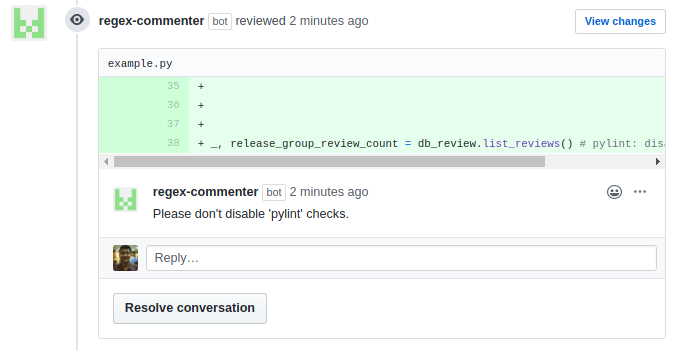 regex-commenter bot reviewed 2 minutes ago View changes
example.py
35 +
36 +
37 +
38 + _, release_group_review_count = db_review.list_reviews() # pylint: disa
regex-commenter bot 2 minutes ago
Please don't disable 'pylint' checks.
Reply…
Resolve conversation